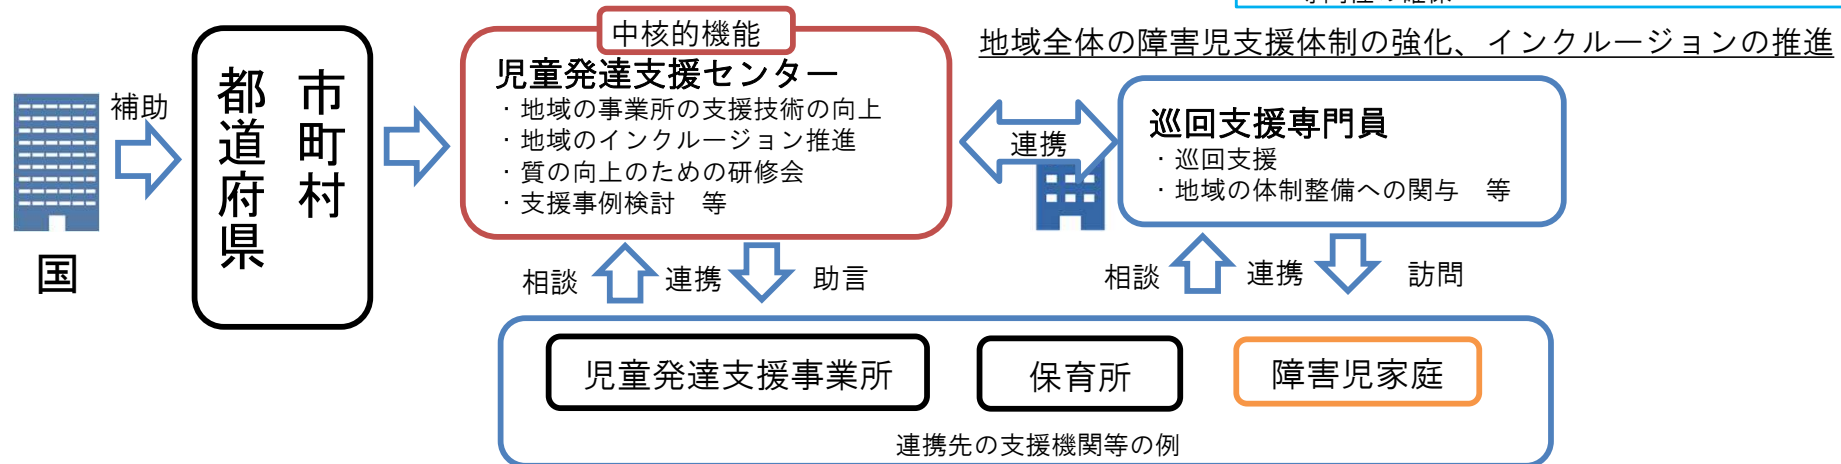 地域全体の障害児支援体制の強化、インクルージョンの推進
国
補助
都道府県
市町村
中核的機能
児童発達支援センター
・地域の事業所の支援技術の向上
・地域のインクルージョン推進
・質の向上のための研修会
・支援事例検討　等
連携
巡回支援専門員
・巡回支援
・地域の体制整備への関与　等
相談
連携
助言
相談
連携
訪問
児童発達支援事業所
保育所
障害児家庭
連携先の支援機関等の例